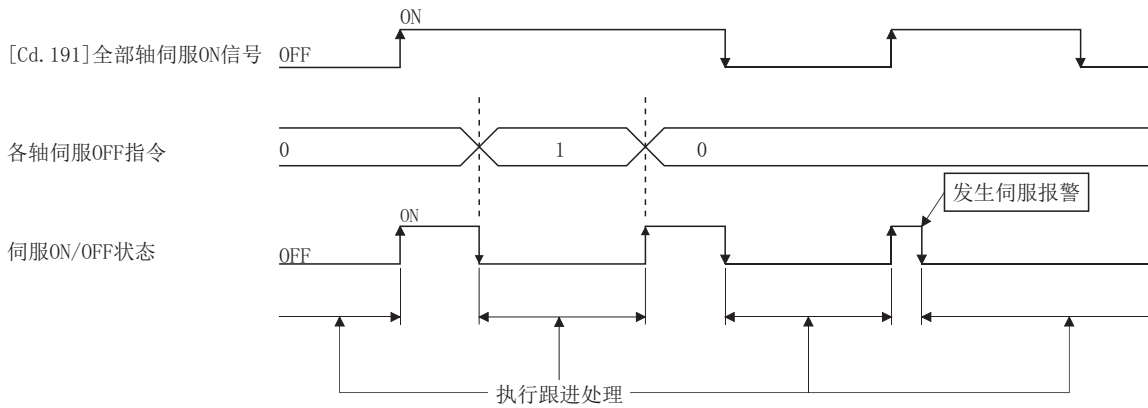 ON
[Cd.191]全部轴伺服ON信号 OFF
各轴伺服OFF指令 0 1 0
发生伺服报警
ON
伺服ON/OFF状态 OFF
执行跟进处理